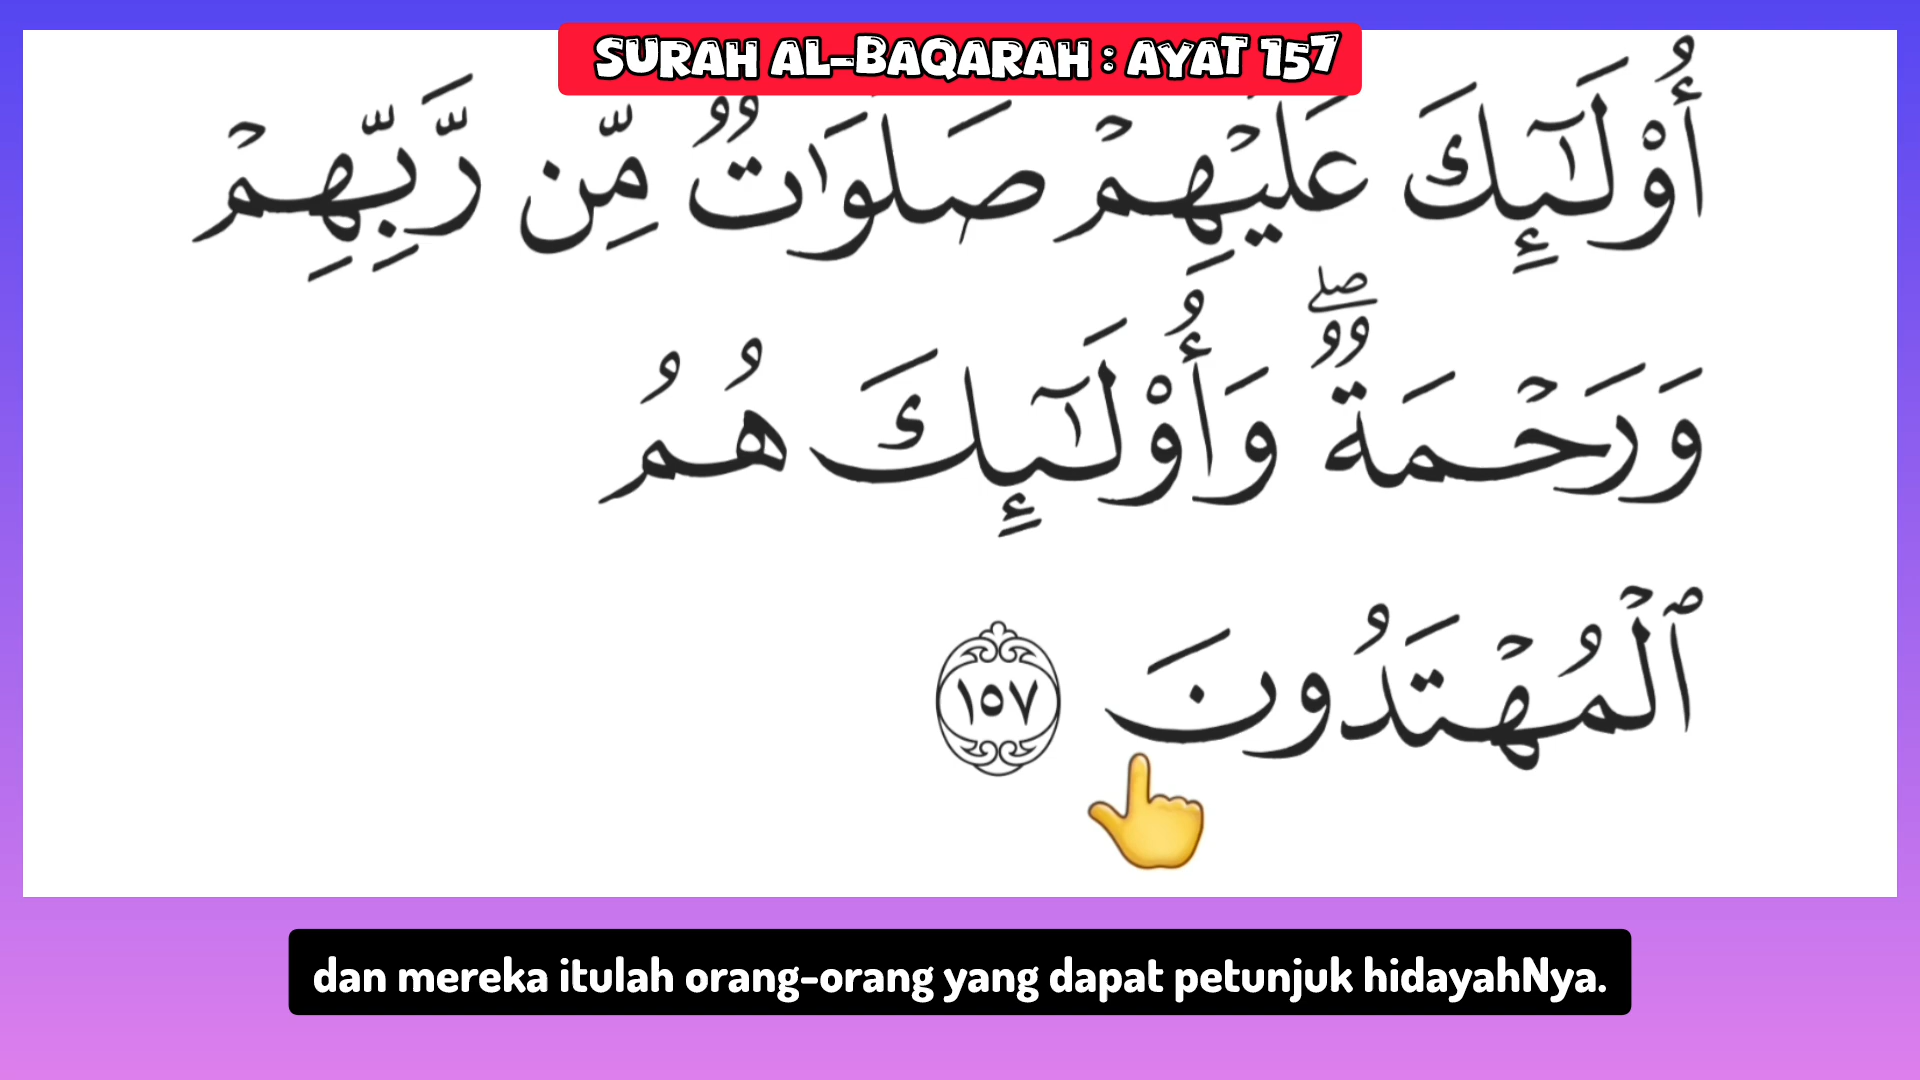 SURAH AL-BAQARAH : AYAT 157
أُوْلَـٰٓئِكَ عَلَيۡهِمۡ صَلَوَٰتٞ مِّن رَّبِّهِمۡ
وَرَحۡمَةٞۖ وَأُوْلَـٰٓئِكَ هُمُ
ٱلۡمُهۡتَدُونَ ١٥٧
dan mereka itulah orang-orang yang dapat petunjuk hidayahNya.